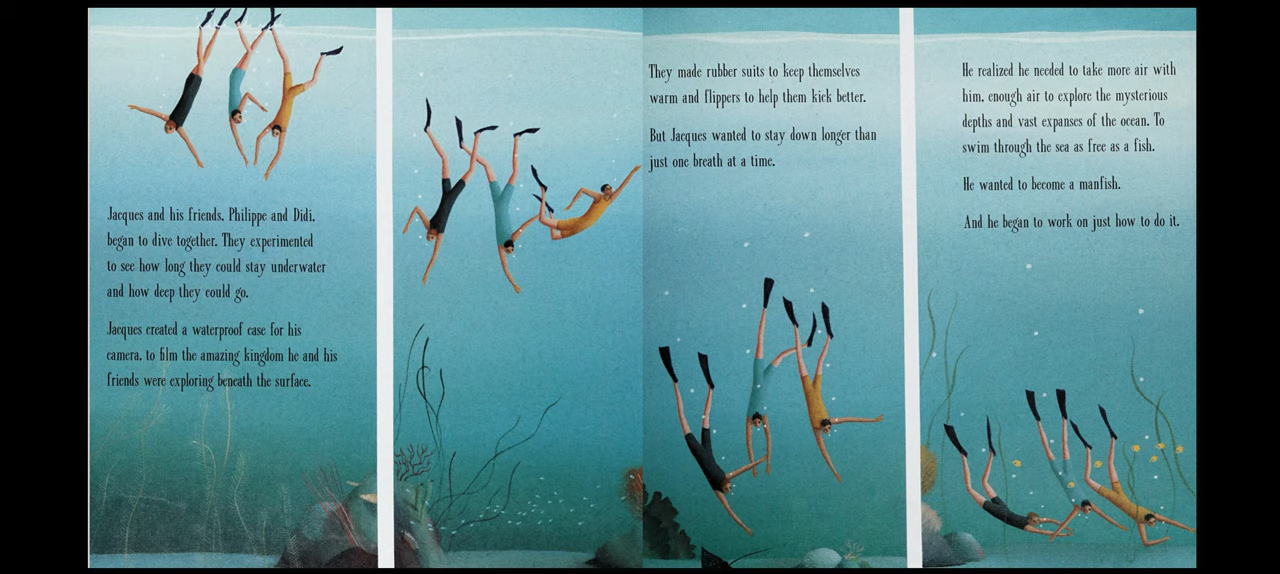 Jacques and his friends, Philippe and Didi,
began to dive together. They experimented
to see how long they could stay underwater
and how deep they could go.
Jacques created a waterproof case for his
camera, to film the amazing kingdom he and his
friends were exploring beneath the surface.
They made rubber suits to keep themselves
warm and flippers to help them kick better.
But Jacques wanted to stay down longer than
just one breath at a time.
He realized he needed to take more air with
him, enough air to explore the mysterious
depths and vast expanses of the ocean. To
swim through the sea as free as a fish.
He wanted to become a manfish.
And he began to work on just how to do it.